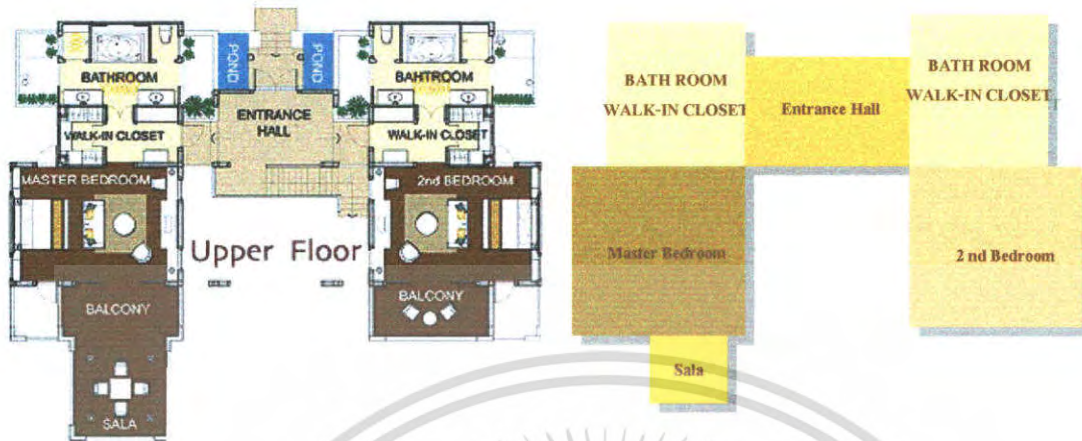 POND
POND
BATHROOM
BAHTROOM
ENTRANCE
HALL
WALK-IN CLOSET
WALK-IN CLOSET
MASTER BEDROOM
2nd BEDROOM
Upper Floor
BALCONY
BALCONY
SALA
BATH ROOM
WALK-IN CLOSET
Entrance Hall
BATH ROOM
WALK-IN CLOSET
Master Bedroom
2 nd Bedroom
Sala